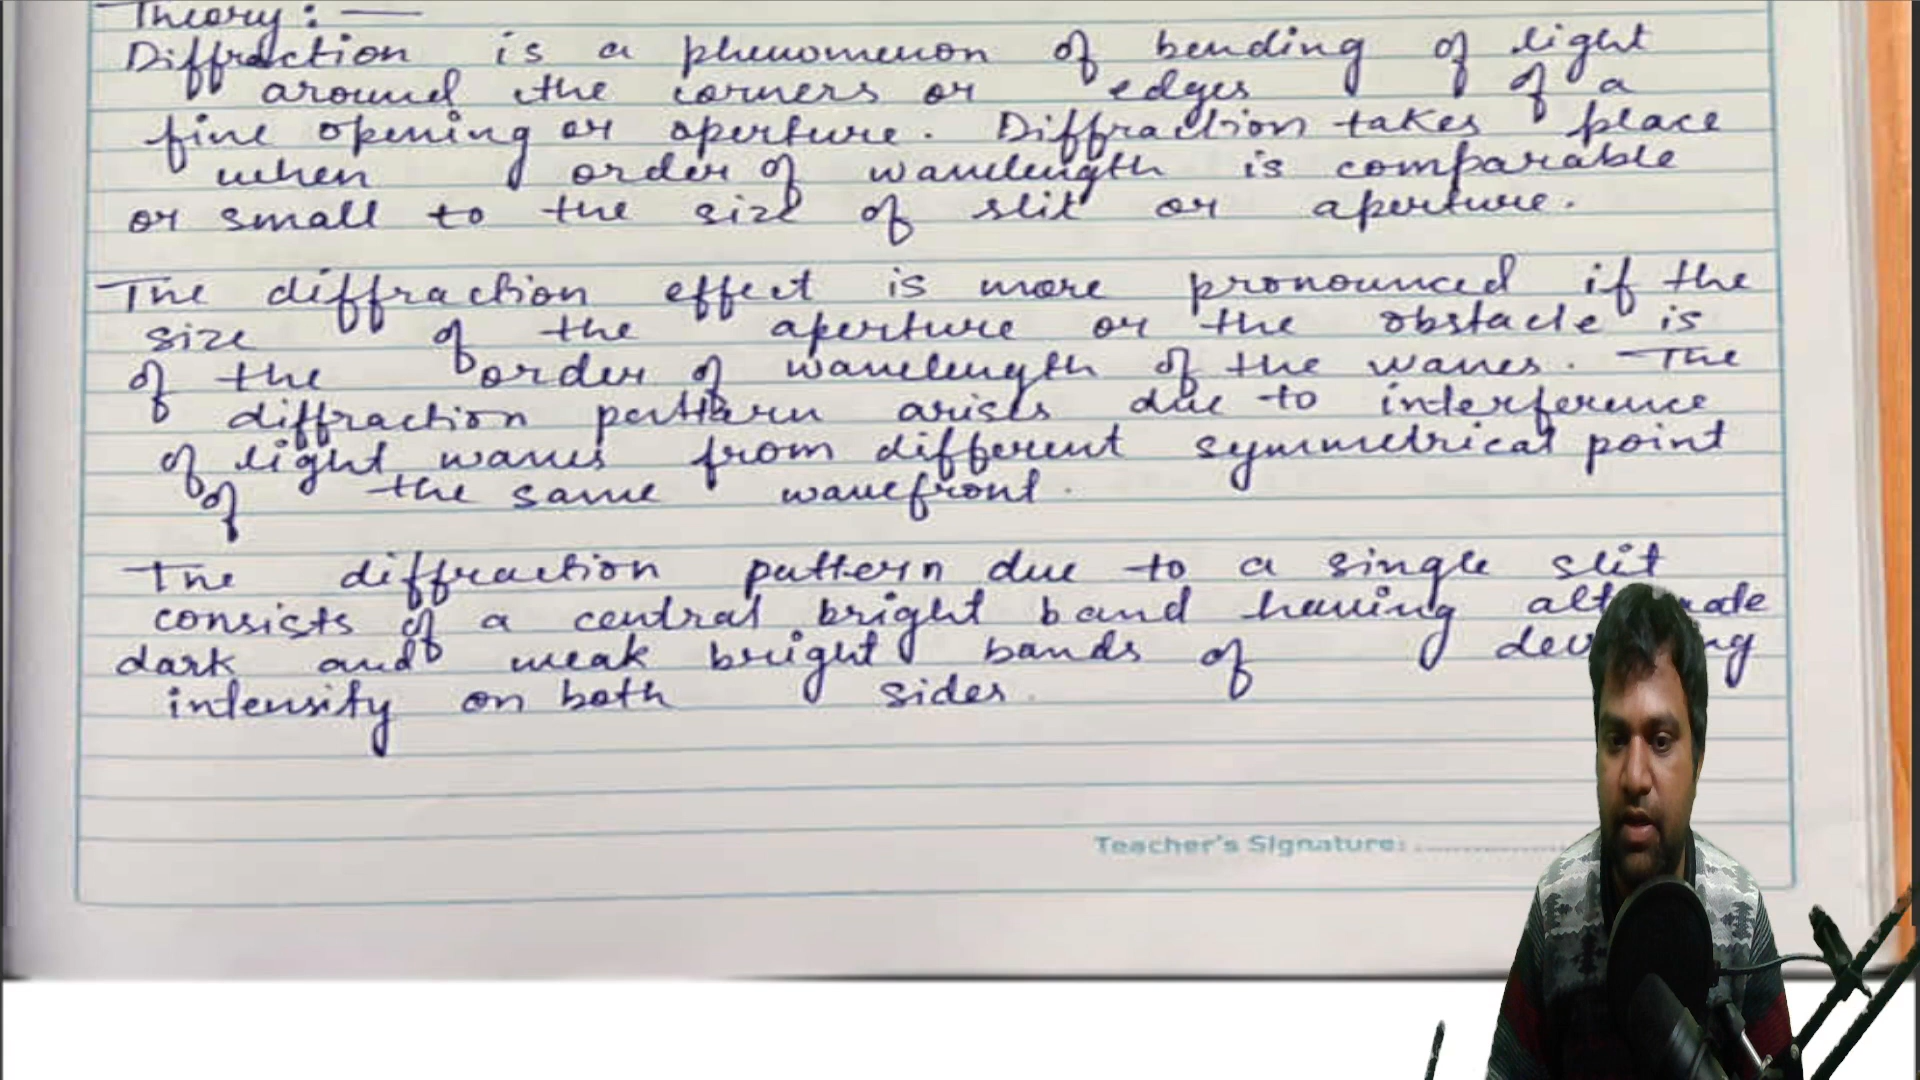 Theory: —
Diffraction is a phenomenon of bending of light
around the corners or edges of a
fine opening or aperture. Diffraction takes place
when order of wavelength is comparable
or small to the size of slit or aperture.
The diffraction effect is more pronounced if the
size of the aperture or the obstacle is
of the order of wavelength of the waves. The
diffraction pattern arises due to interference
of light waves from different symmetrical point
of the same wavefront.
The diffraction pattern due to a single slit
consists of a central bright band having
dark and weak bright bands of
intensity on both sides.
Teacher's Signature: ....................